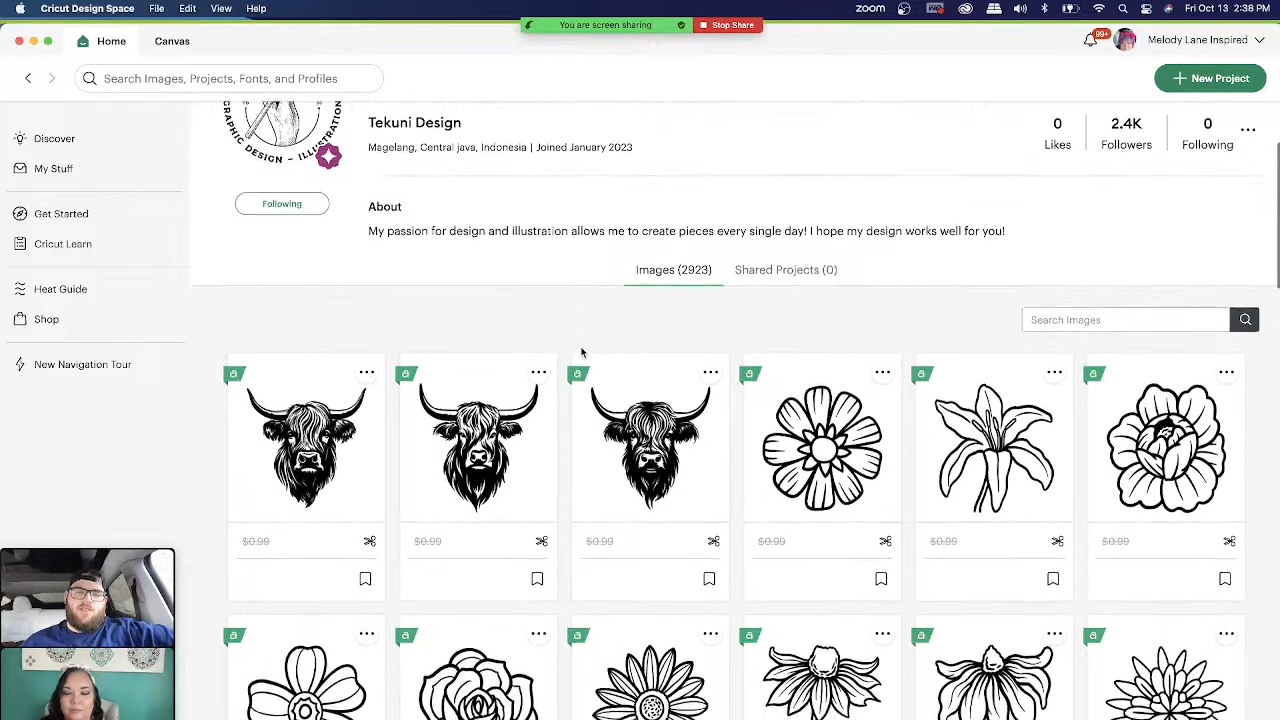 Cricut Design Space File Edit View Help
zoom Fri Oct 13 2:38 PM
You are screen sharing Stop Share
Home Canvas
99+ Melody Lane Inspired
Search Images, Projects, Fonts, and Profiles
New Project
GRAPHIC DESIGN ~ ILLUSTRATION
Tekuni Design
Magelang, Central java, Indonesia | Joined January 2023
0 2.4K 0
Likes Followers Following
Following
About
My passion for design and illustration allows me to create pieces every single day! I hope my design works well for you!
Images (2923) Shared Projects (0)
Search Images
Discover
My Stuff
Get Started
Cricut Learn
Heat Guide
Shop
New Navigation Tour
a a a a a a
$0.99 $0.99 $0.99 $0.99 $0.99 $0.99
a a a a a a